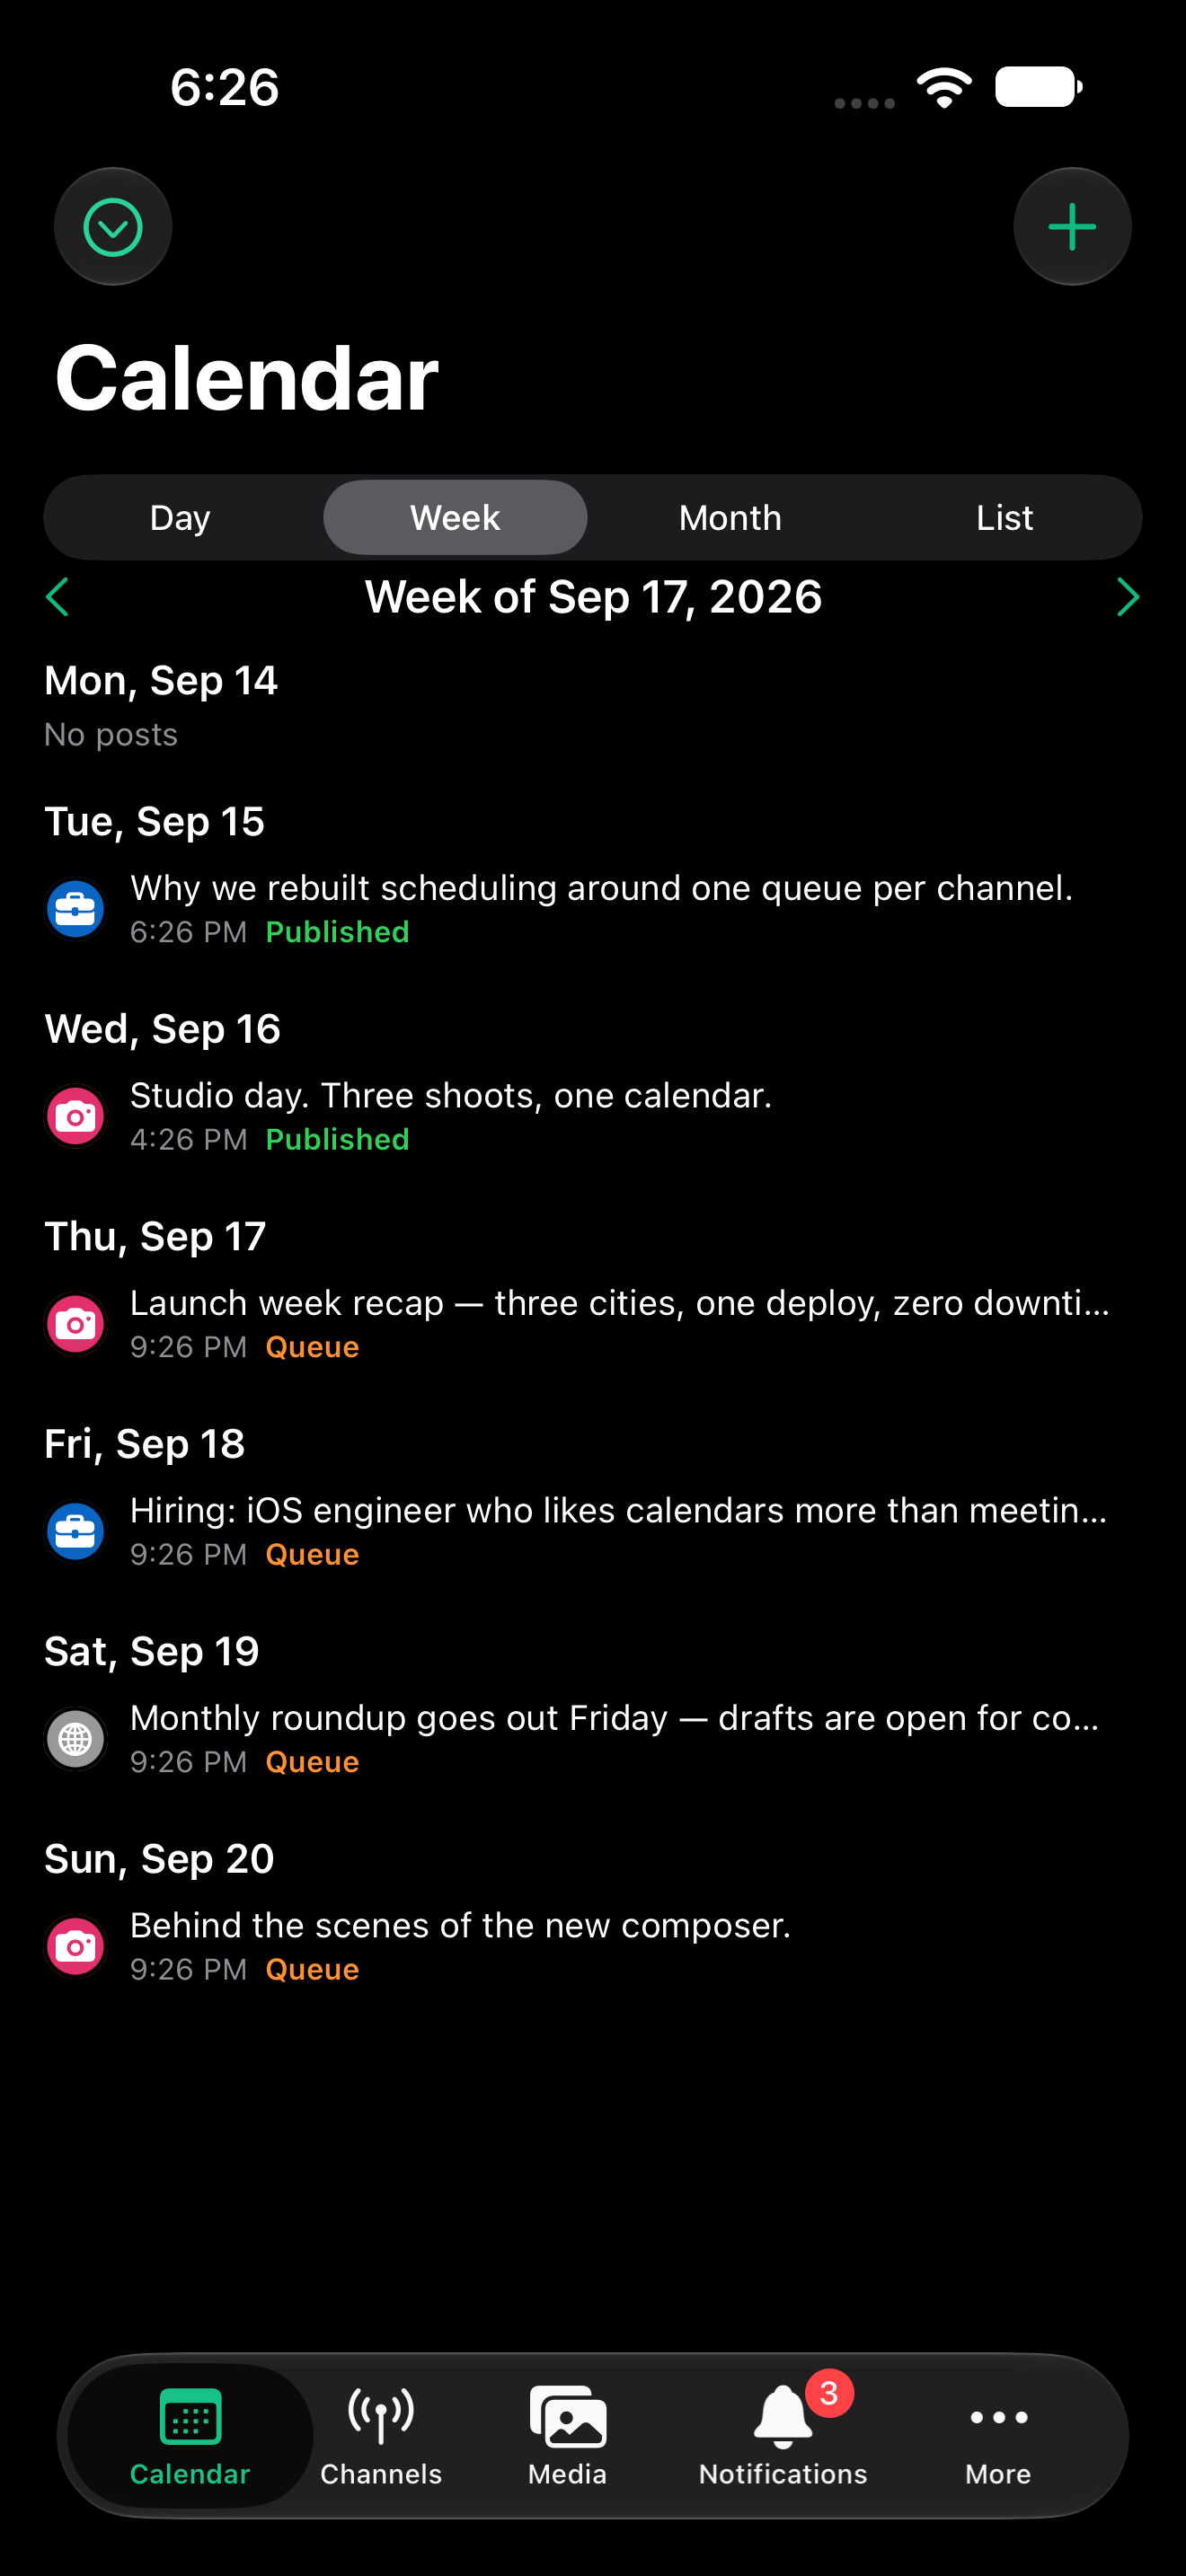 6:26
Calendar
Day Week Month List
Week of Sep 17, 2026
Mon, Sep 14
No posts
Tue, Sep 15
Why we rebuilt scheduling around one queue per channel.
6:26 PM Published
Wed, Sep 16
Studio day. Three shoots, one calendar.
4:26 PM Published
Thu, Sep 17
Launch week recap — three cities, one deploy, zero downti...
9:26 PM Queue
Fri, Sep 18
Hiring: iOS engineer who likes calendars more than meetin...
9:26 PM Queue
Sat, Sep 19
Monthly roundup goes out Friday — drafts are open for co...
9:26 PM Queue
Sun, Sep 20
Behind the scenes of the new composer.
9:26 PM Queue
3
Calendar Channels Media Notifications More